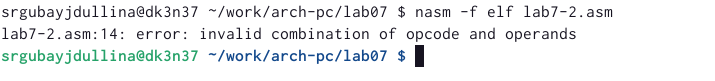 srgubayjdullina@dk3n37 ~/work/arch-pc/lab07 $ nasm -f elf lab7-2.asm
lab7-2.asm:14: error: invalid combination of opcode and operands
srgubayjdullina@dk3n37 ~/work/arch-pc/lab07 $